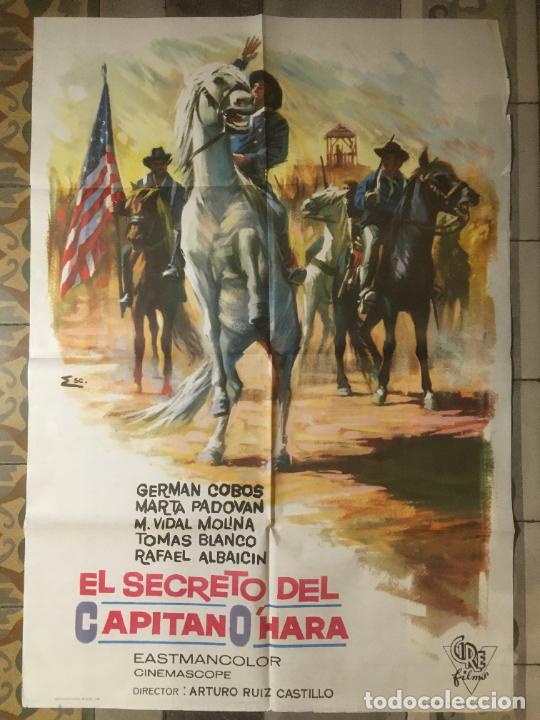 Esc.
GERMAN COBOS
MARTA PADOVAN
M. VIDAL MOLINA
TOMAS BLANCO
RAFAEL ALBAICIN
EL SECRETO DEL
CAPITAN O'HARA
EASTMANCOLOR
CINEMASCOPE
DIRECTOR: ARTURO RUIZ CASTILLO
CIRE
films
todocoleccion